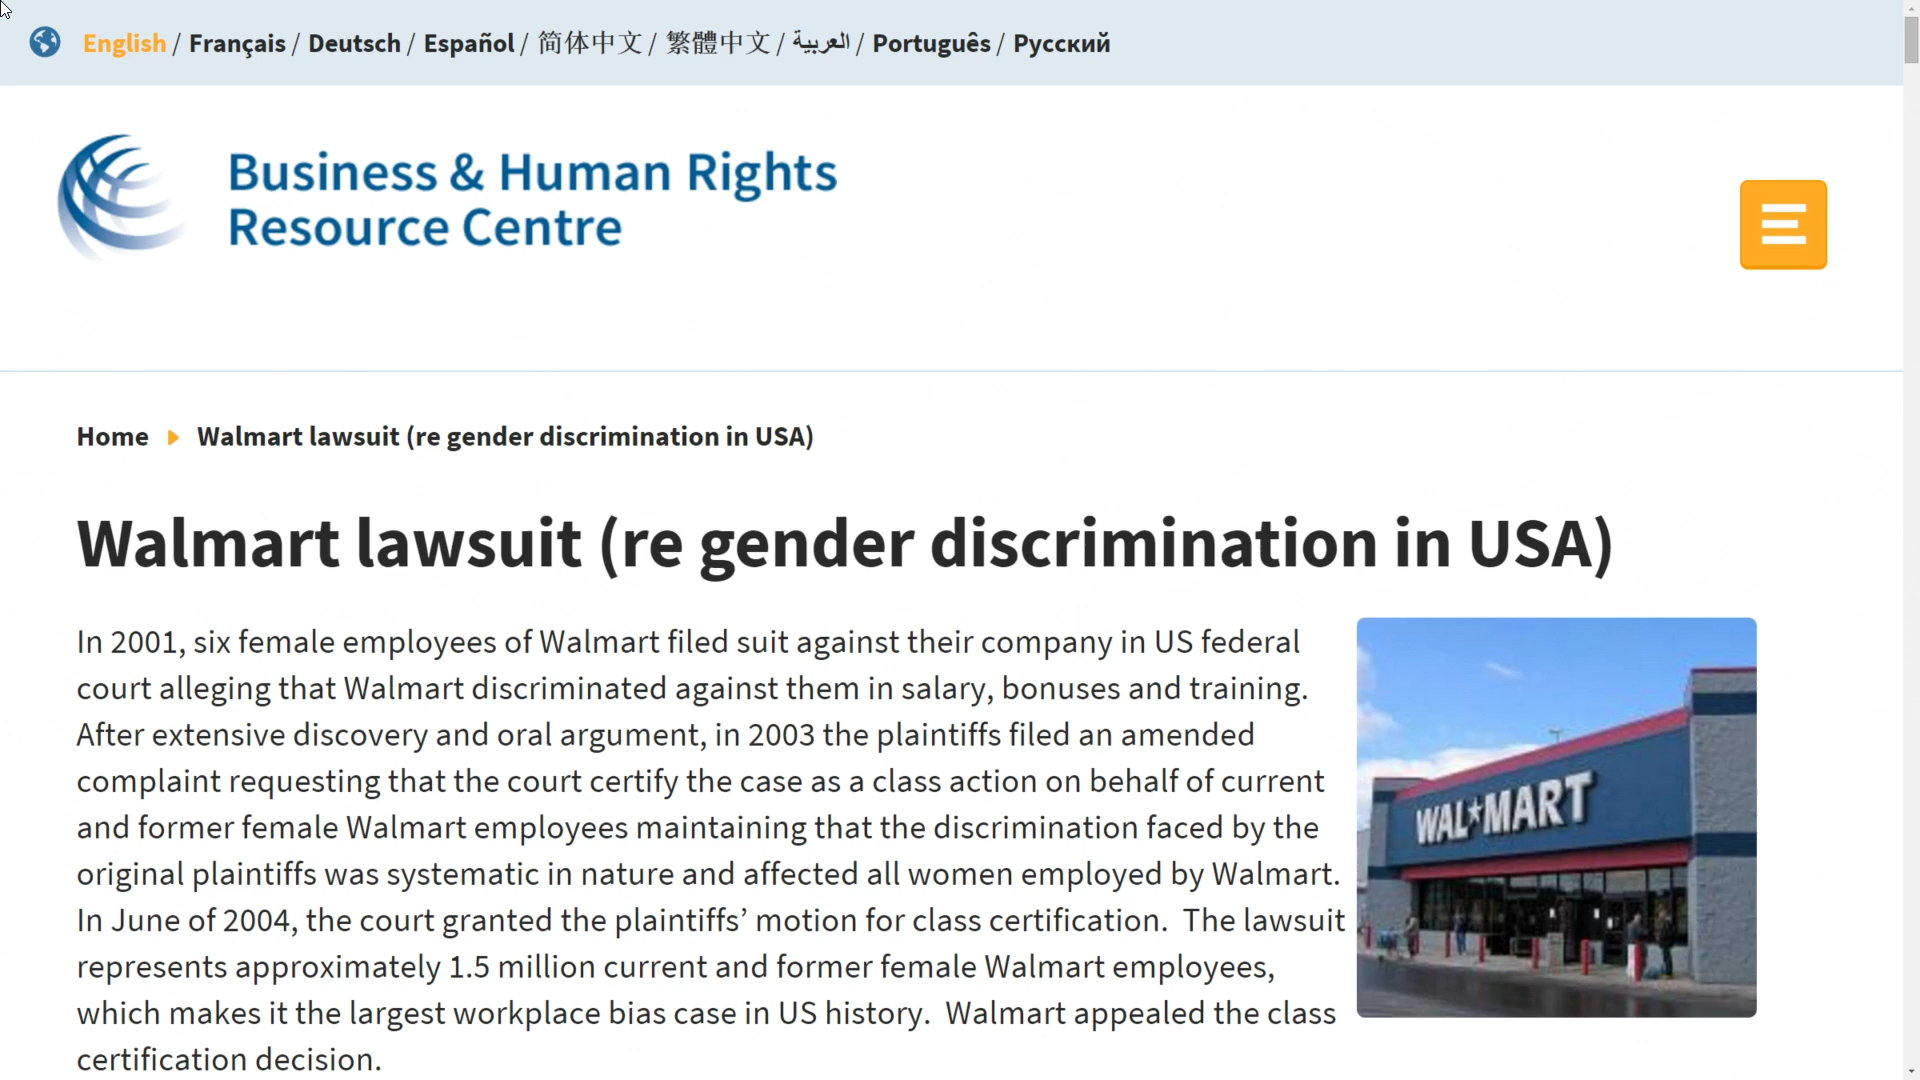 English / Français / Deutsch / Español / 简体中文 / 繁體中文 / العربية / Português / Русский
Business & Human Rights
Resource Centre
Home Walmart lawsuit (re gender discrimination in USA)
Walmart lawsuit (re gender discrimination in USA)
In 2001, six female employees of Walmart filed suit against their company in US federal
court alleging that Walmart discriminated against them in salary, bonuses and training.
After extensive discovery and oral argument, in 2003 the plaintiffs filed an amended
complaint requesting that the court certify the case as a class action on behalf of current
and former female Walmart employees maintaining that the discrimination faced by the
original plaintiffs was systematic in nature and affected all women employed by Walmart.
In June of 2004, the court granted the plaintiffs’ motion for class certification.  The lawsuit
represents approximately 1.5 million current and former female Walmart employees,
which makes it the largest workplace bias case in US history.  Walmart appealed the class
certification decision.
WAL★MART